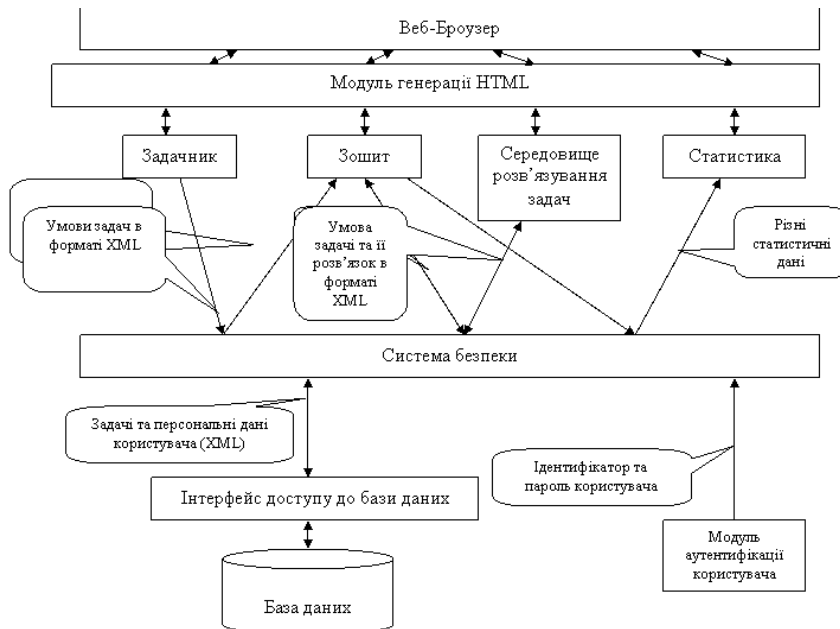 Веб-Броузер
Модуль генерації HTML
Задачник
Зошит
Середовище
розв’язування
задач
Статистика
Умови задач в
форматі XML
Умова
задачі та її
розв’язок в
форматі
XML
Різні
статистичні
дані
Система безпеки
Задачі та персональні дані
користувача (XML)
Ідентифікатор та
пароль користувача
Інтерфейс доступу до бази даних
Модуль
аутентифікації
користувача
База даних